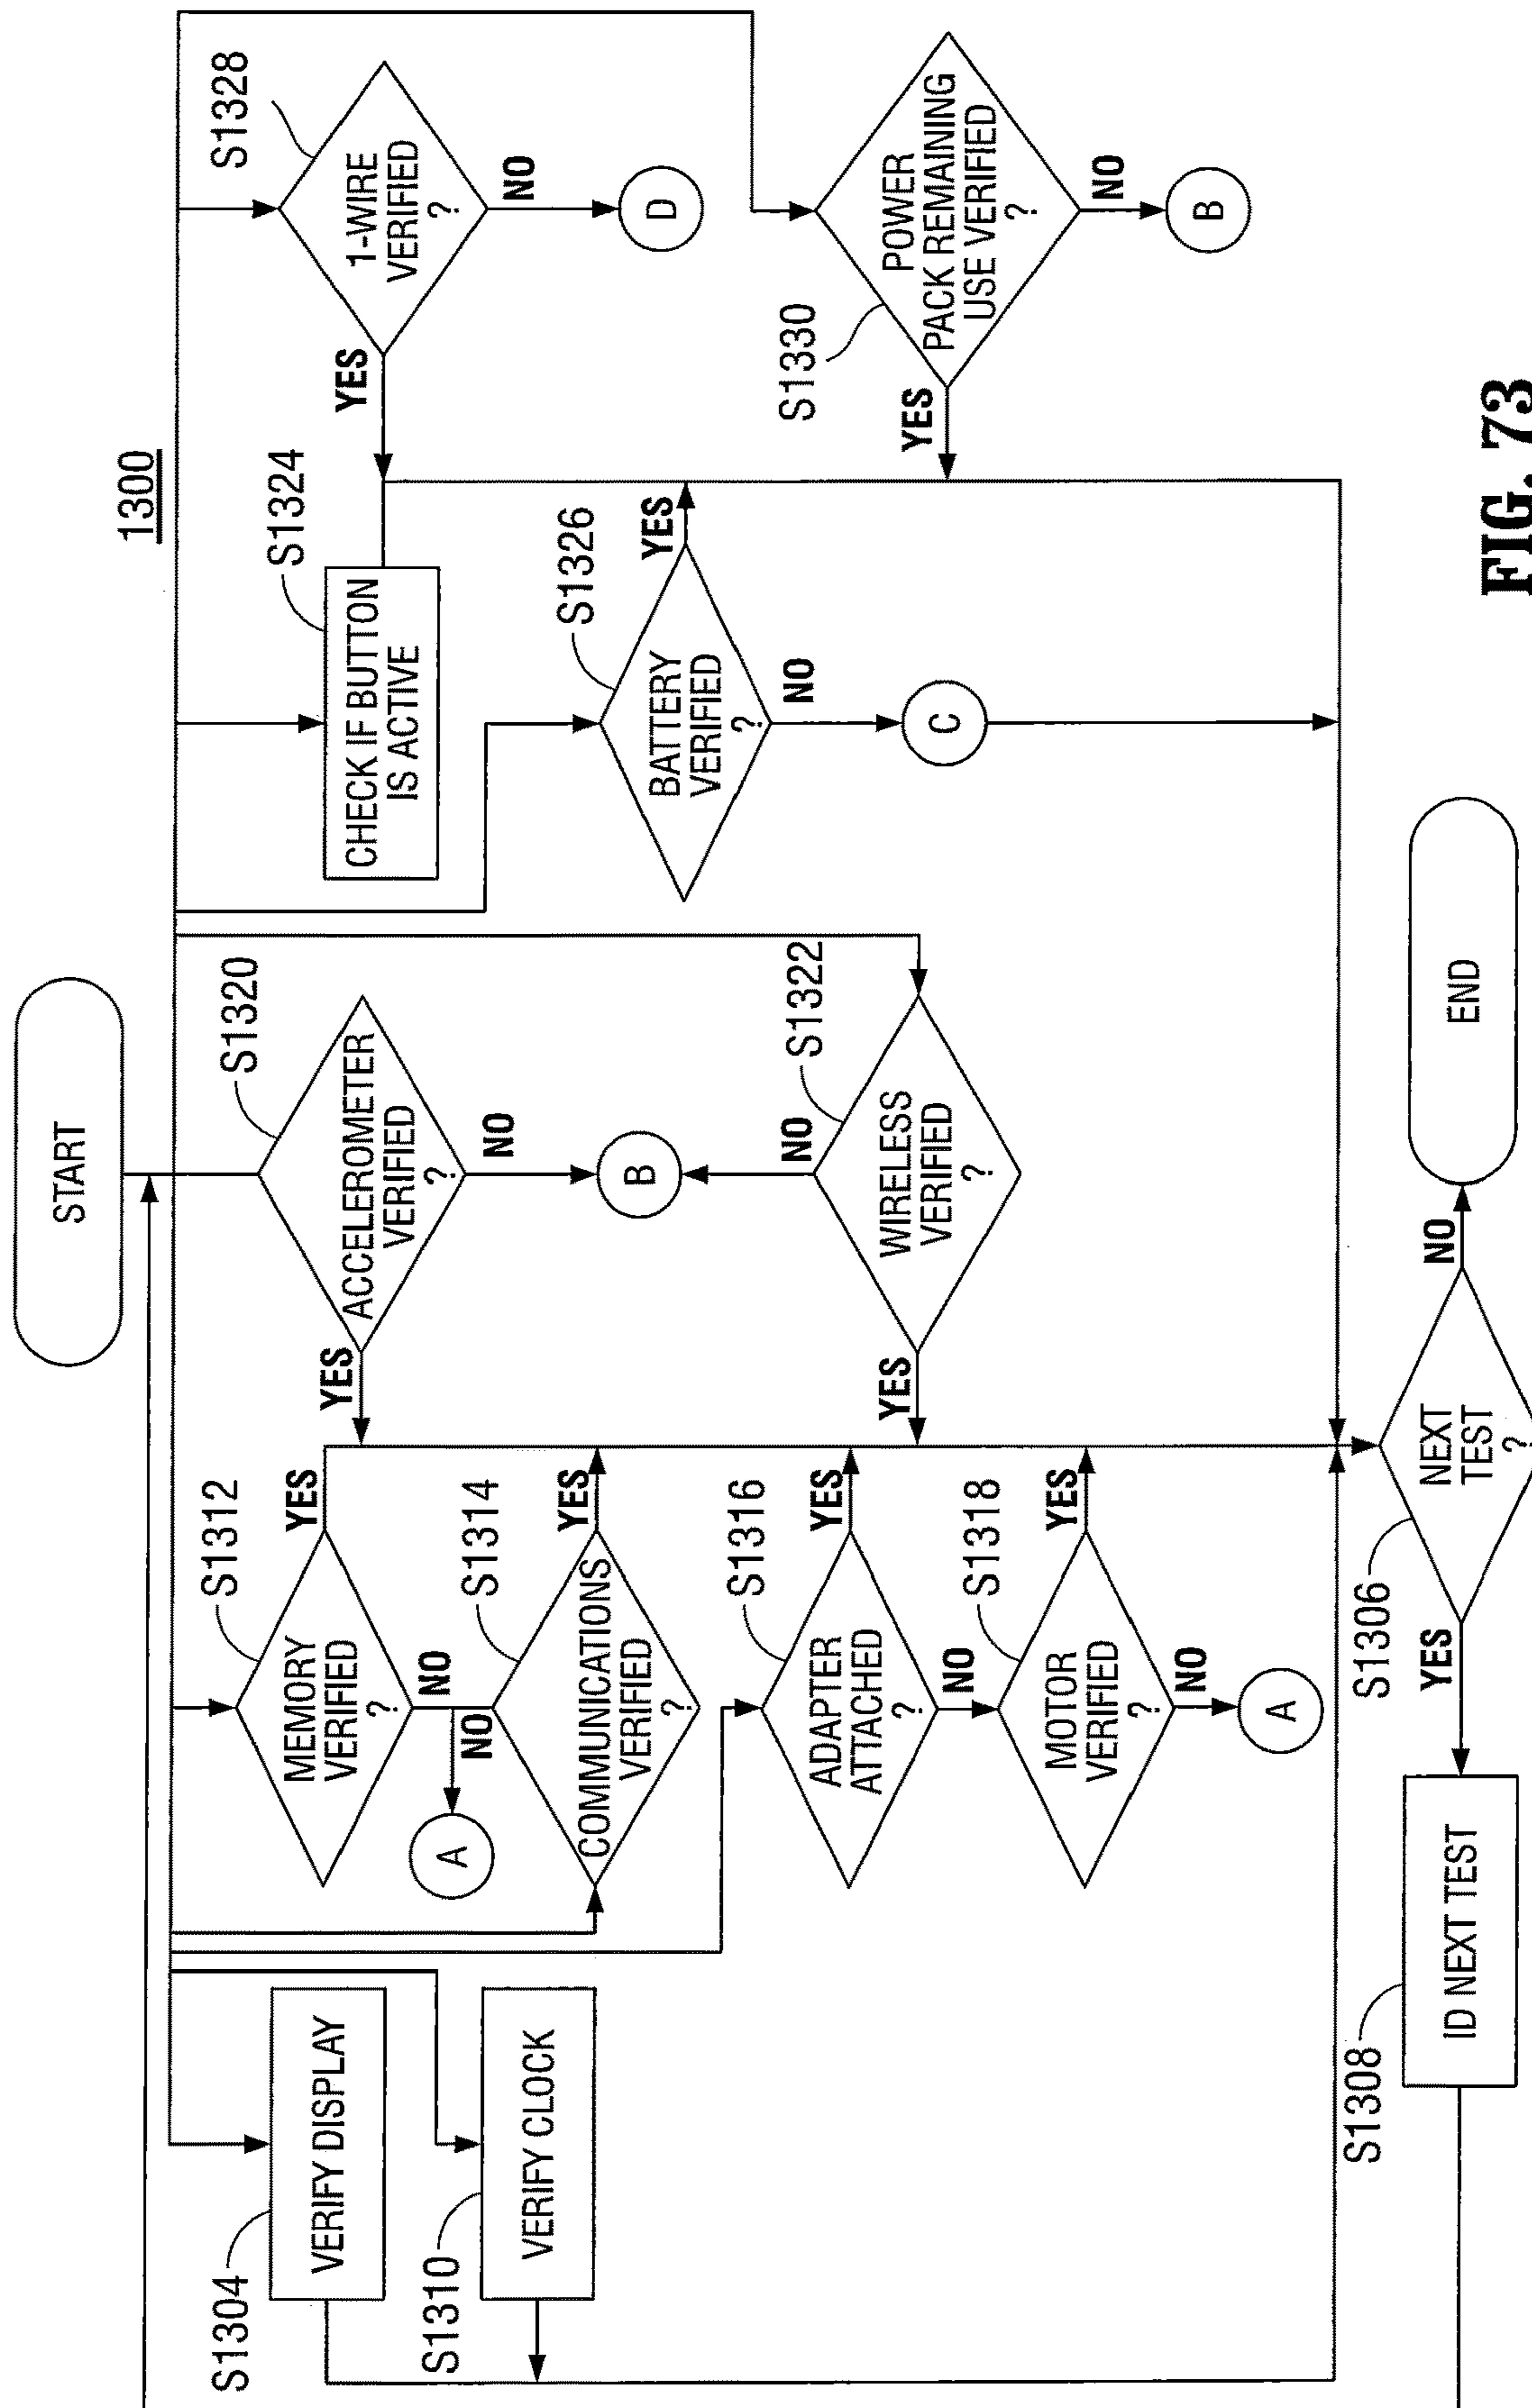 1300
START
S1304
VERIFY DISPLAY
S1310
VERIFY CLOCK
S1312
MEMORY
VERIFIED
?
YES
NO
A
NO
S1314
COMMUNICATIONS
VERIFIED
?
YES
S1316
ADAPTER
ATTACHED
?
YES
NO
S1318
MOTOR
VERIFIED
?
YES
NO
A
S1320
ACCELEROMETER
VERIFIED
?
YES
NO
B
NO
S1322
WIRELESS
VERIFIED
?
YES
S1324
CHECK IF BUTTON
IS ACTIVE
S1326
BATTERY
VERIFIED
?
YES
NO
C
S1328
1-WIRE
VERIFIED
?
YES
NO
D
S1330
POWER
PACK REMAINING
USE VERIFIED
?
YES
NO
B
S1306
NEXT
TEST
?
YES
NO
S1308
ID NEXT TEST
END
FIG. 73